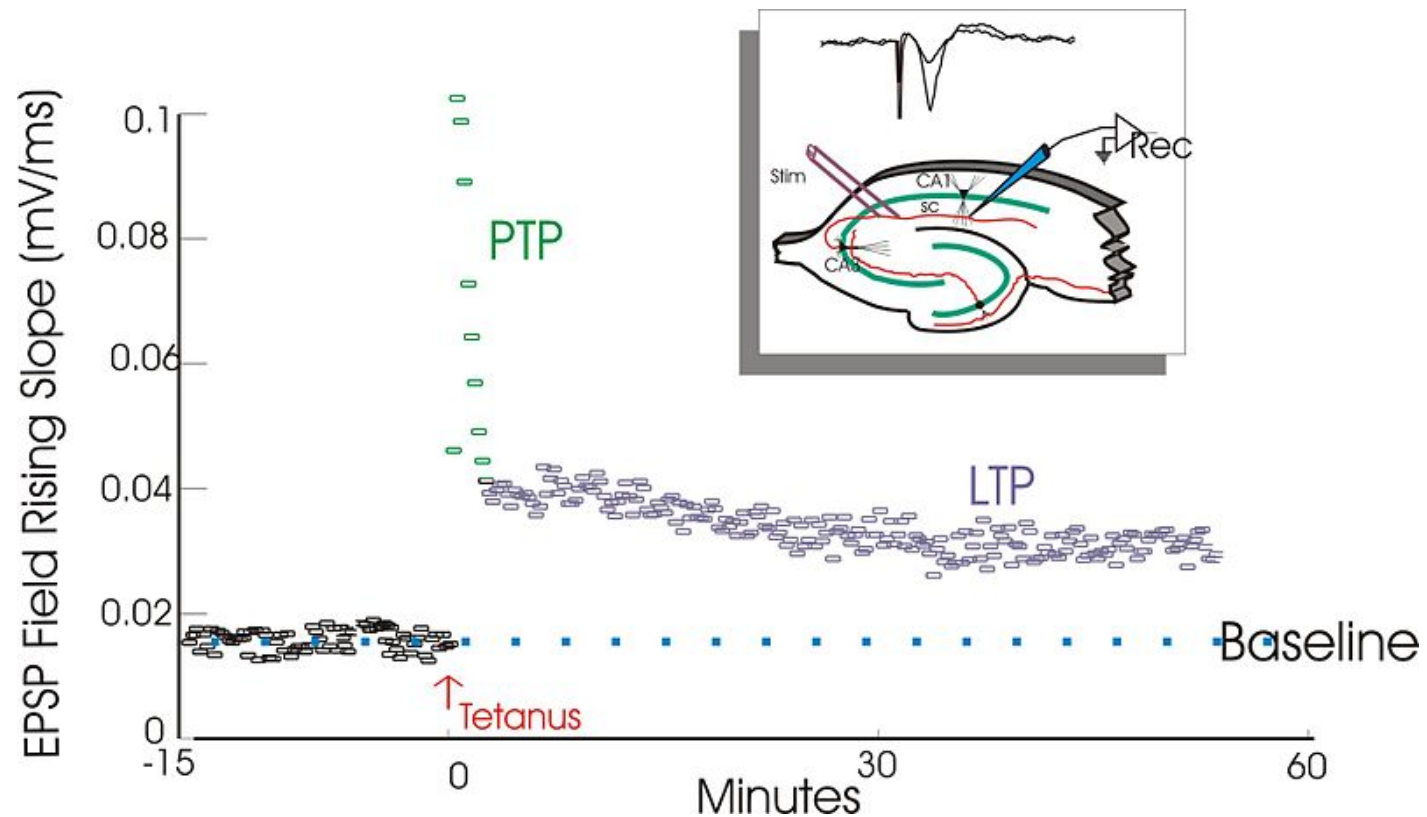 EPSP Field Rising Slope (mV/ms)
0.1
0.08
0.06
0.04
0.02
0
-15
0
30
60
Minutes
PTP
LTP
Baseline
Tetanus
Stim
Rec
CA1
sc
CA3